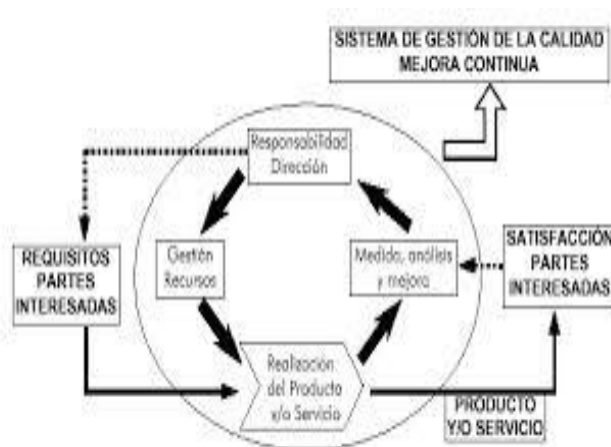 SISTEMA DE GESTIÓN DE LA CALIDAD
MEJORA CONTINUA
Responsabilidad
Dirección
REQUISITOS
PARTES
INTERESADAS
Gestión
Recursos
Medida, análisis
y mejora
SATISFACCIÓN
PARTES
INTERESADAS
Realización
del Producto
y/o Servicio
PRODUCTO
Y/O SERVICIO